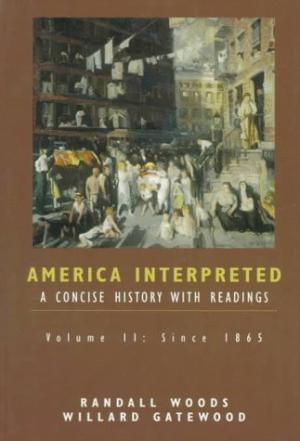 AMERICA INTERPRETED
A CONCISE HISTORY WITH READINGS
Volume II: Since 1865
RANDALL WOODS
WILLARD GATEWOOD